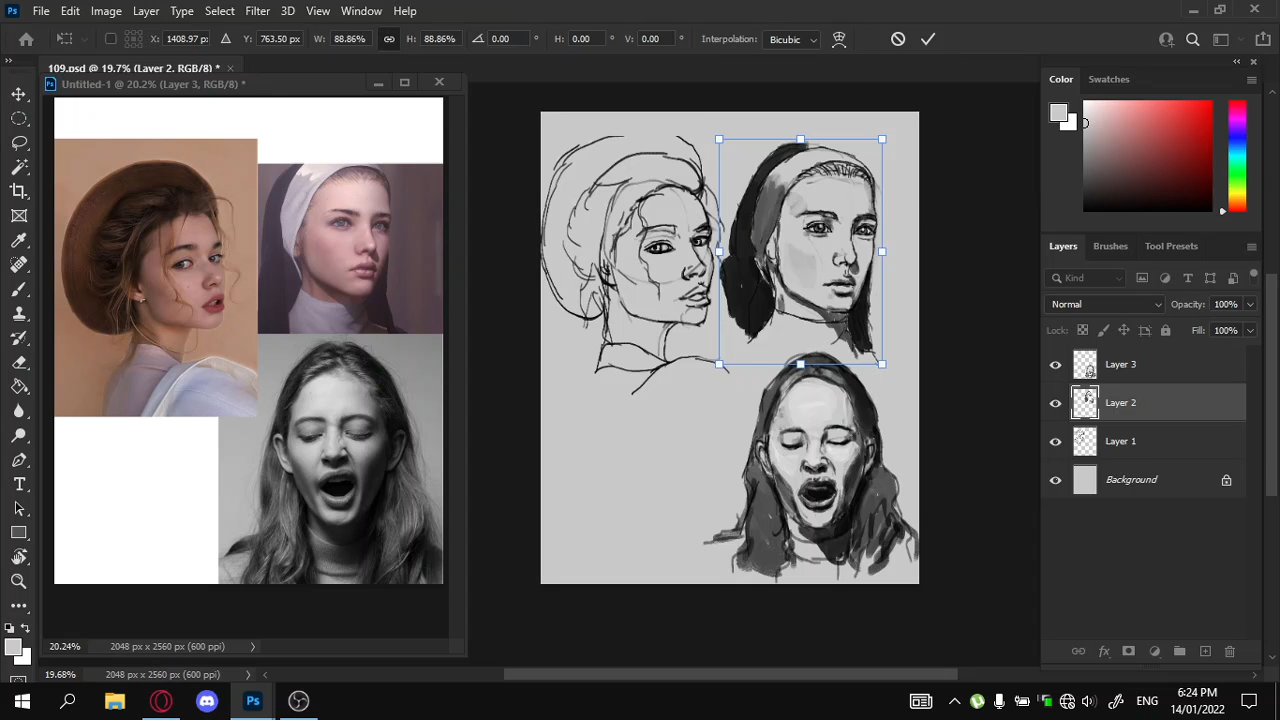 Ps File Edit Image Layer Type Select Filter 3D View Window Help
X: 1408.97 px Y: 763.50 px W: 88.86% H: 88.86% 0.00 H: 0.00 V: 0.00 Interpolation: Bicubic
109.psd @ 19.7% (Layer 2, RGB/8) *
Ps Untitled-1 @ 20.2% (Layer 3, RGB/8) *
Color Swatches
Layers Brushes Tool Presets
Kind
Normal Opacity: 100%
Lock: Fill: 100%
Layer 3
Layer 2
Layer 1
Background
20.24% 2048 px x 2560 px (600 ppi)
19.68% 2048 px x 2560 px (600 ppi)
Ps ENG 6:24 PM
14/01/2022